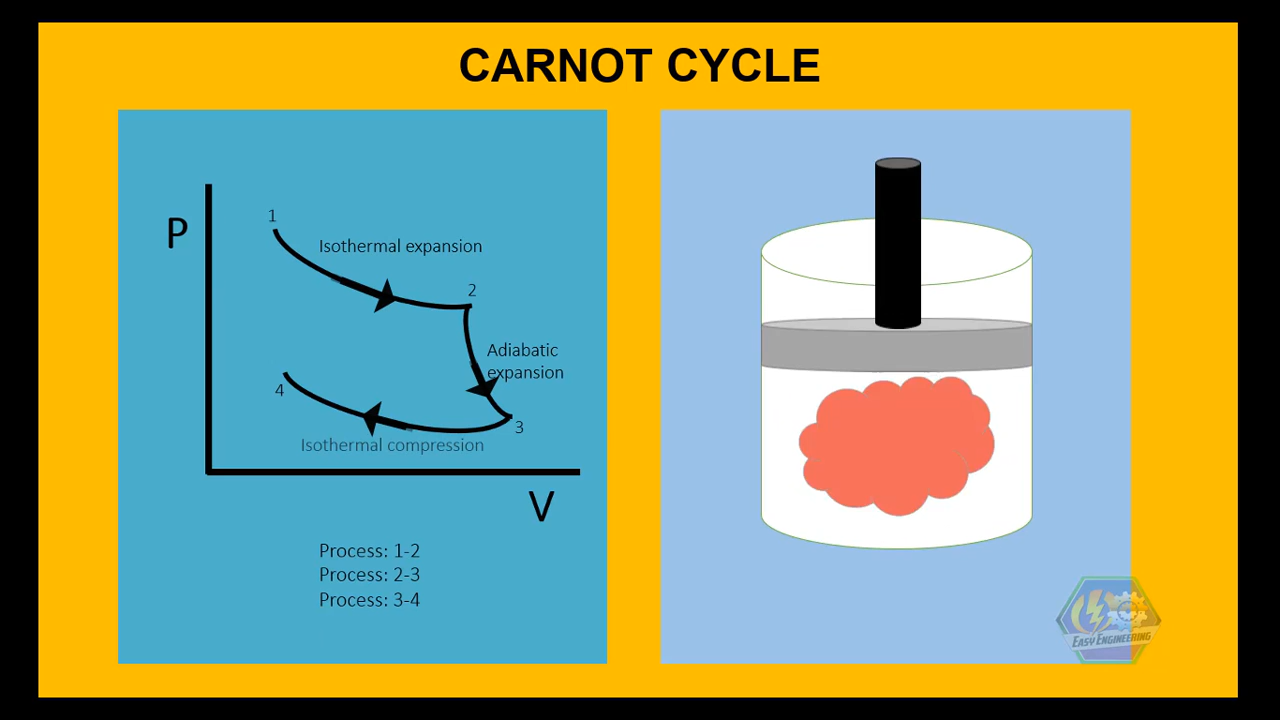 CARNOT CYCLE
P
1
Isothermal expansion
2
Adiabatic
expansion
4
3
Isothermal compression
V
Process: 1-2
Process: 2-3
Process: 3-4
EASY ENGINEERING